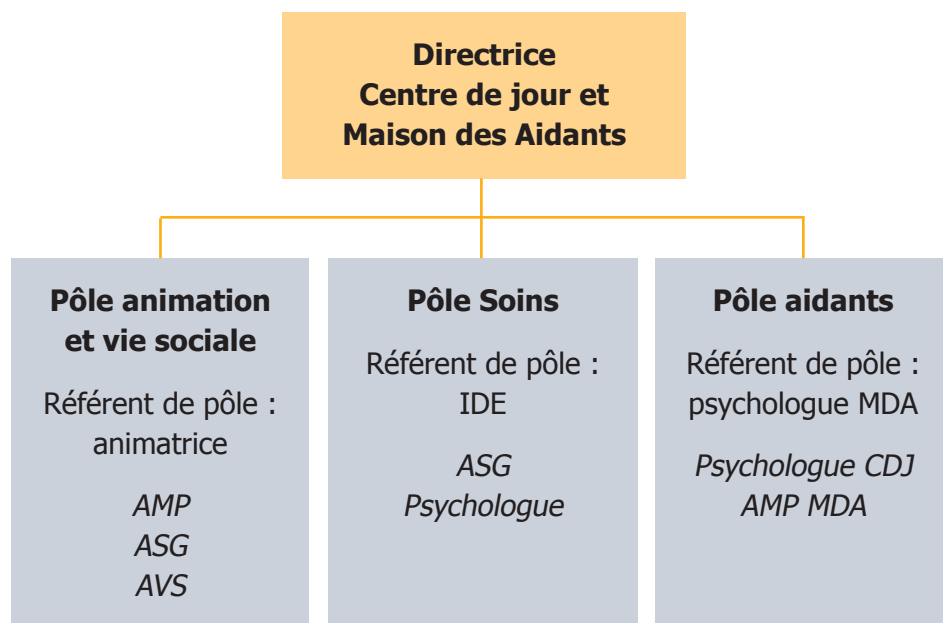 Directrice
Centre de jour et
Maison des Aidants
Pôle animation
et vie sociale
Référent de pôle :
animatrice
AMP
ASG
AVS
Pôle Soins
Référent de pôle :
IDE
ASG
Psychologue
Pôle aidants
Référent de pôle :
psychologue MDA
Psychologue CDJ
AMP MDA